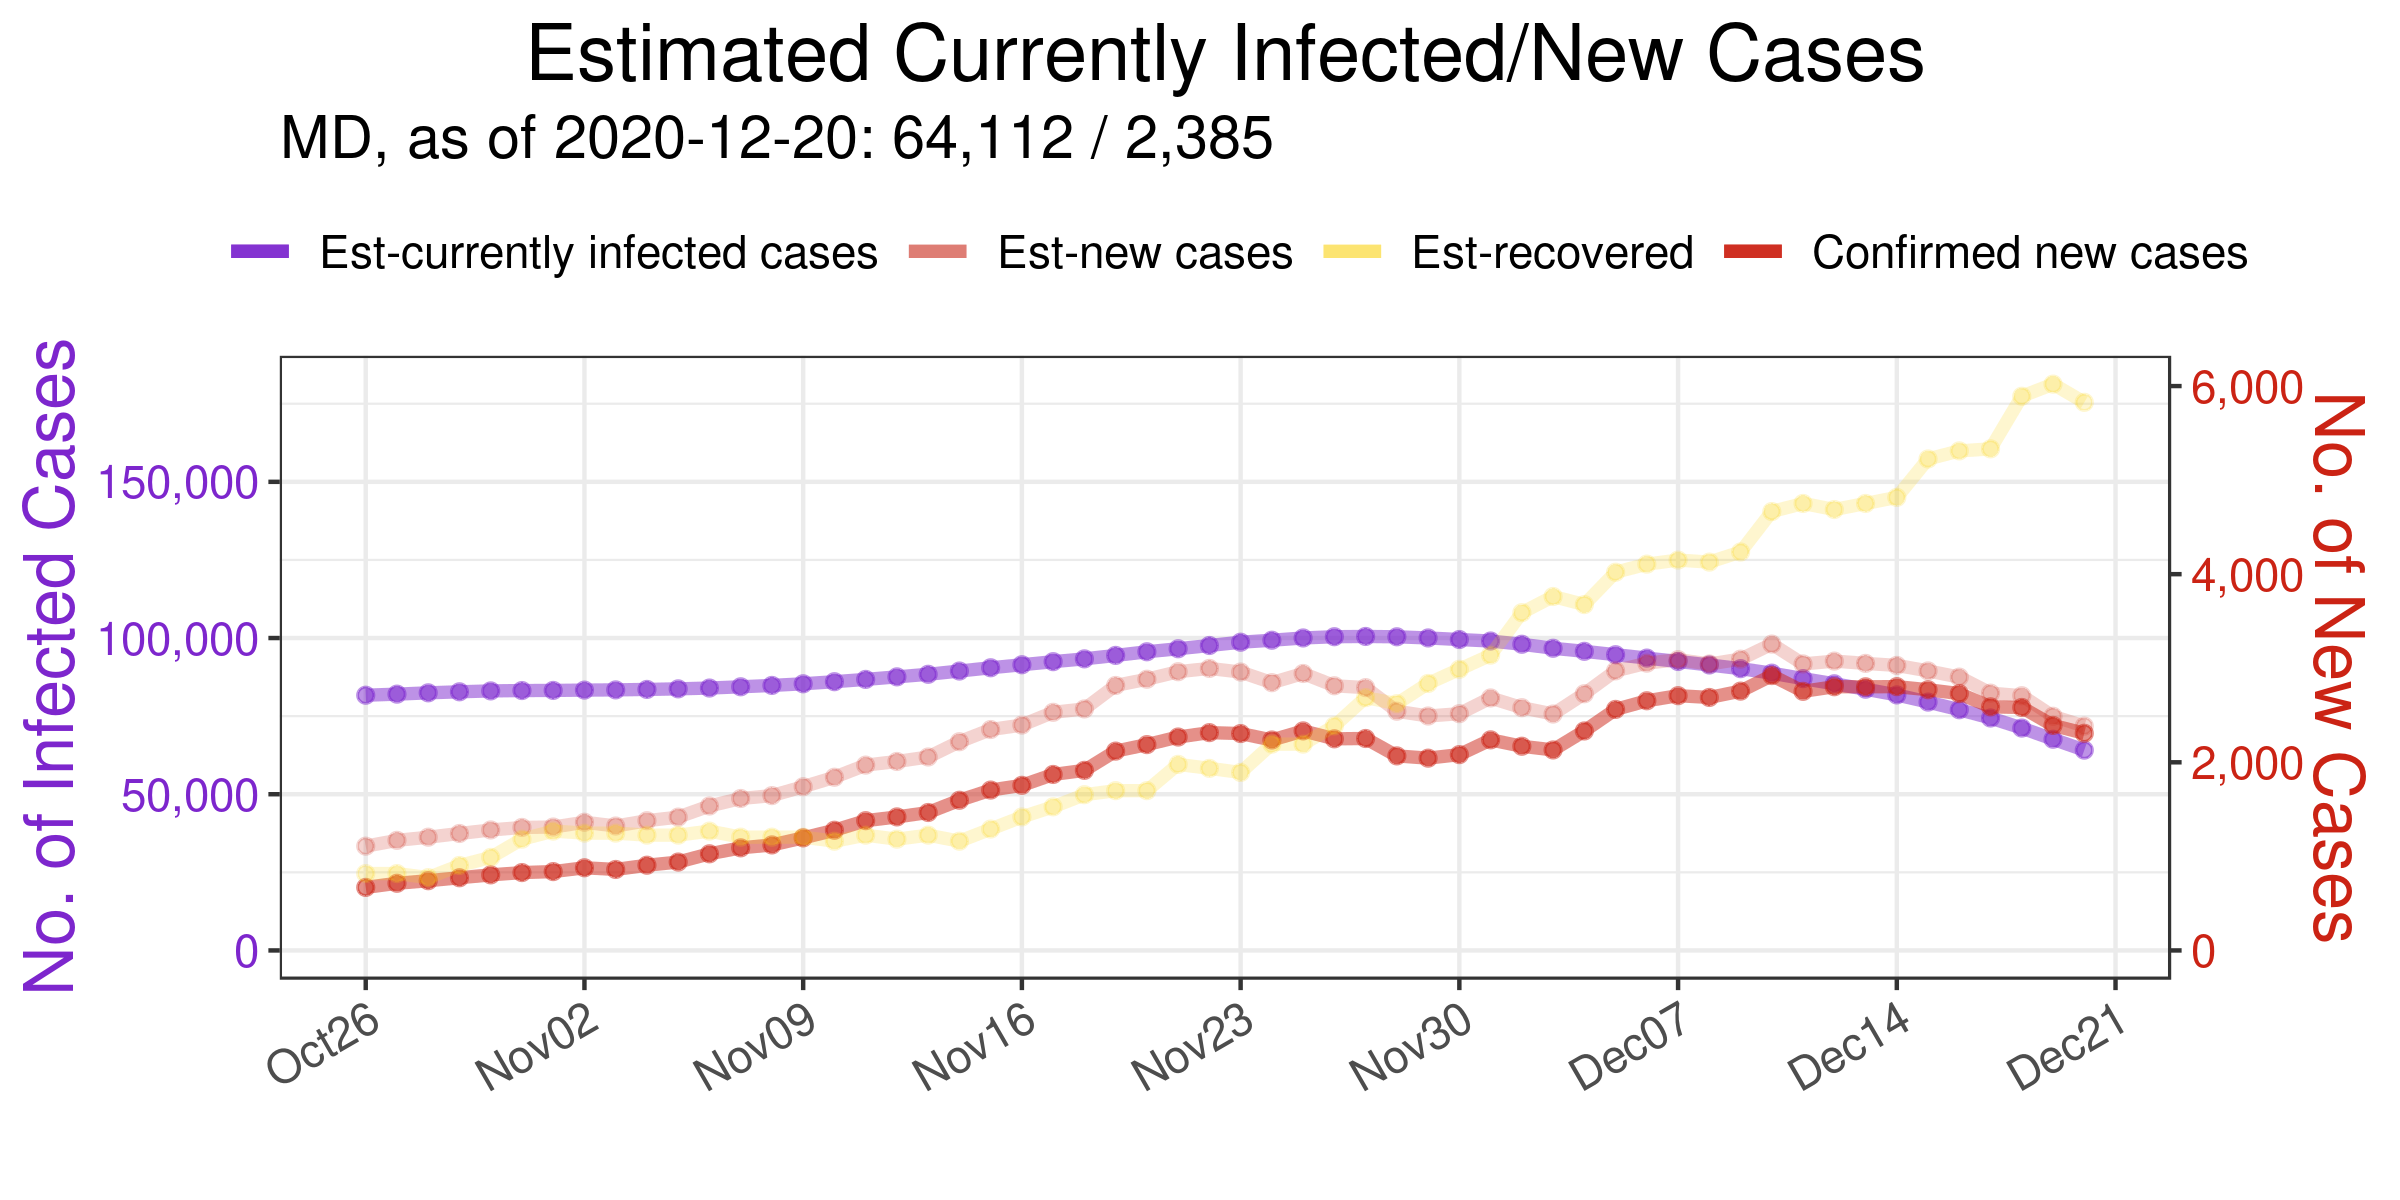 Estimated Currently Infected/New Cases
MD, as of 2020-12-20: 64,112 / 2,385
Est-currently infected cases Est-new cases Est-recovered Confirmed new cases
No. of Infected Cases
150,000
100,000
50,000
0
6,000
4,000
2,000
0
No. of New Cases
Oct26 Nov02 Nov09 Nov16 Nov23 Nov30 Dec07 Dec14 Dec21